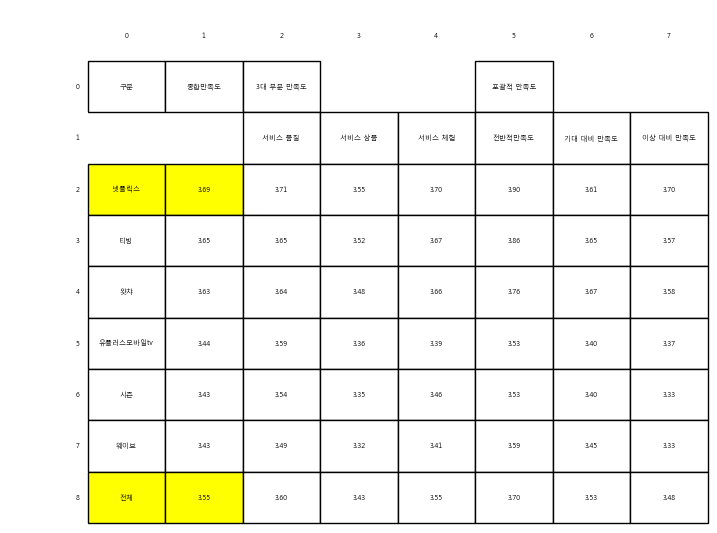 0 1 2 3 4 5 6 7
0 구분 종합만족도 3대 부문 만족도 포괄적 만족도
1 서비스 품질 서비스 상품 서비스 체험 전반적만족도 기대 대비 만족도 이상 대비 만족도
2 넷플릭스 3.69 3.71 3.55 3.70 3.90 3.61 3.70
3 티빙 3.65 3.65 3.52 3.67 3.86 3.65 3.57
4 왓챠 3.63 3.64 3.48 3.66 3.76 3.67 3.58
5 유플러스모바일tv 3.44 3.59 3.36 3.39 3.53 3.40 3.37
6 시즌 3.43 3.54 3.35 3.46 3.53 3.40 3.33
7 웨이브 3.43 3.49 3.32 3.41 3.59 3.45 3.33
8 전체 3.55 3.60 3.43 3.55 3.70 3.53 3.48